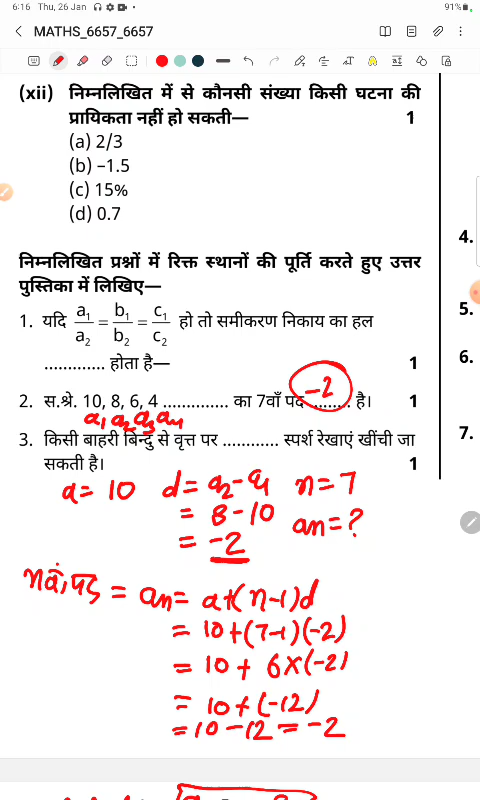 6:16 Thu, 26 Jan 91%
MATHS_6657_6657
(xii) निम्नलिखित में से कौनसी संख्या किसी घटना की
प्रायिकता नहीं हो सकती— 1
(a) 2/3
(b) –1.5
(c) 15%
(d) 0.7
निम्नलिखित प्रश्नों में रिक्त स्थानों की पूर्ति करते हुए उत्तर
पुस्तिका में लिखिए—
1. यदि a₁/a₂ = b₁/b₂ = c₁/c₂ हो तो समीकरण निकाय का हल
............. होता है— 1
2. स.श्रे. 10, 8, 6, 4 .............. का 7वाँ पद ......... है। 1
-2
a₁ a₂ a₃ a₄
3. किसी बाहरी बिन्दु से वृत्त पर ............ स्पर्श रेखाएं खींची जा
सकती है। 1
4.
5.
6.
7.
a = 10 d = a₂-a₁ n = 7
= 8-10 an = ?
= -2
nवां पद = an = a+(n-1)d
= 10+(7-1)(-2)
= 10 + 6×(-2)
= 10+(-12)
= 10-12 = -2